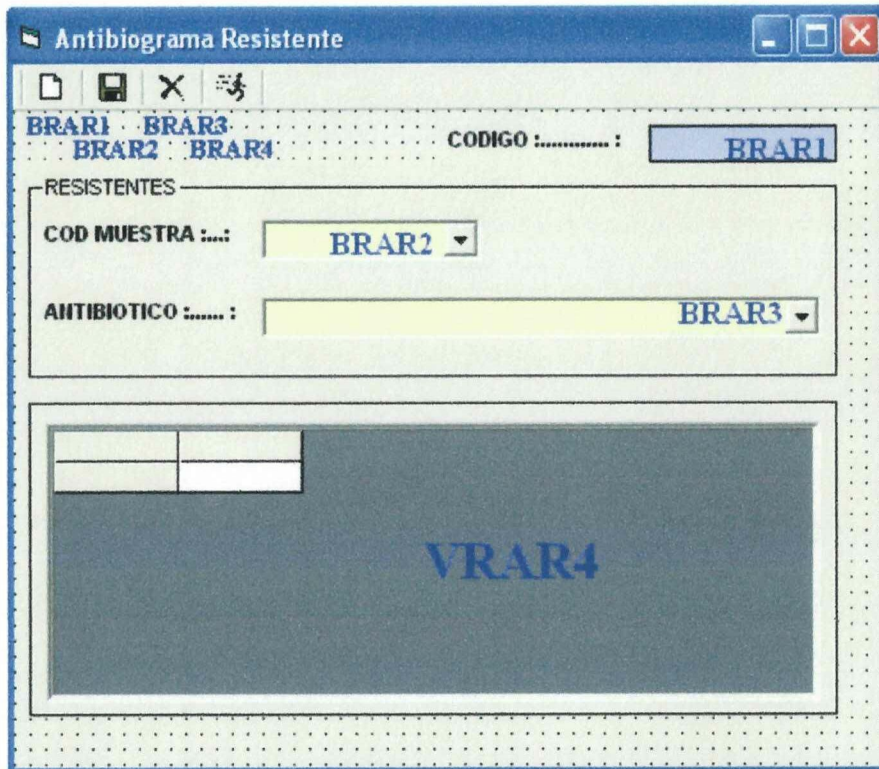 Antibiograma Resistente
BRAR1 BRAR3
BRAR2 BRAR4
CODIGO :............ : BRAR1
RESISTENTES
COD MUESTRA :...: BRAR2
ANTIBIOTICO :...... : BRAR3
VRAR4